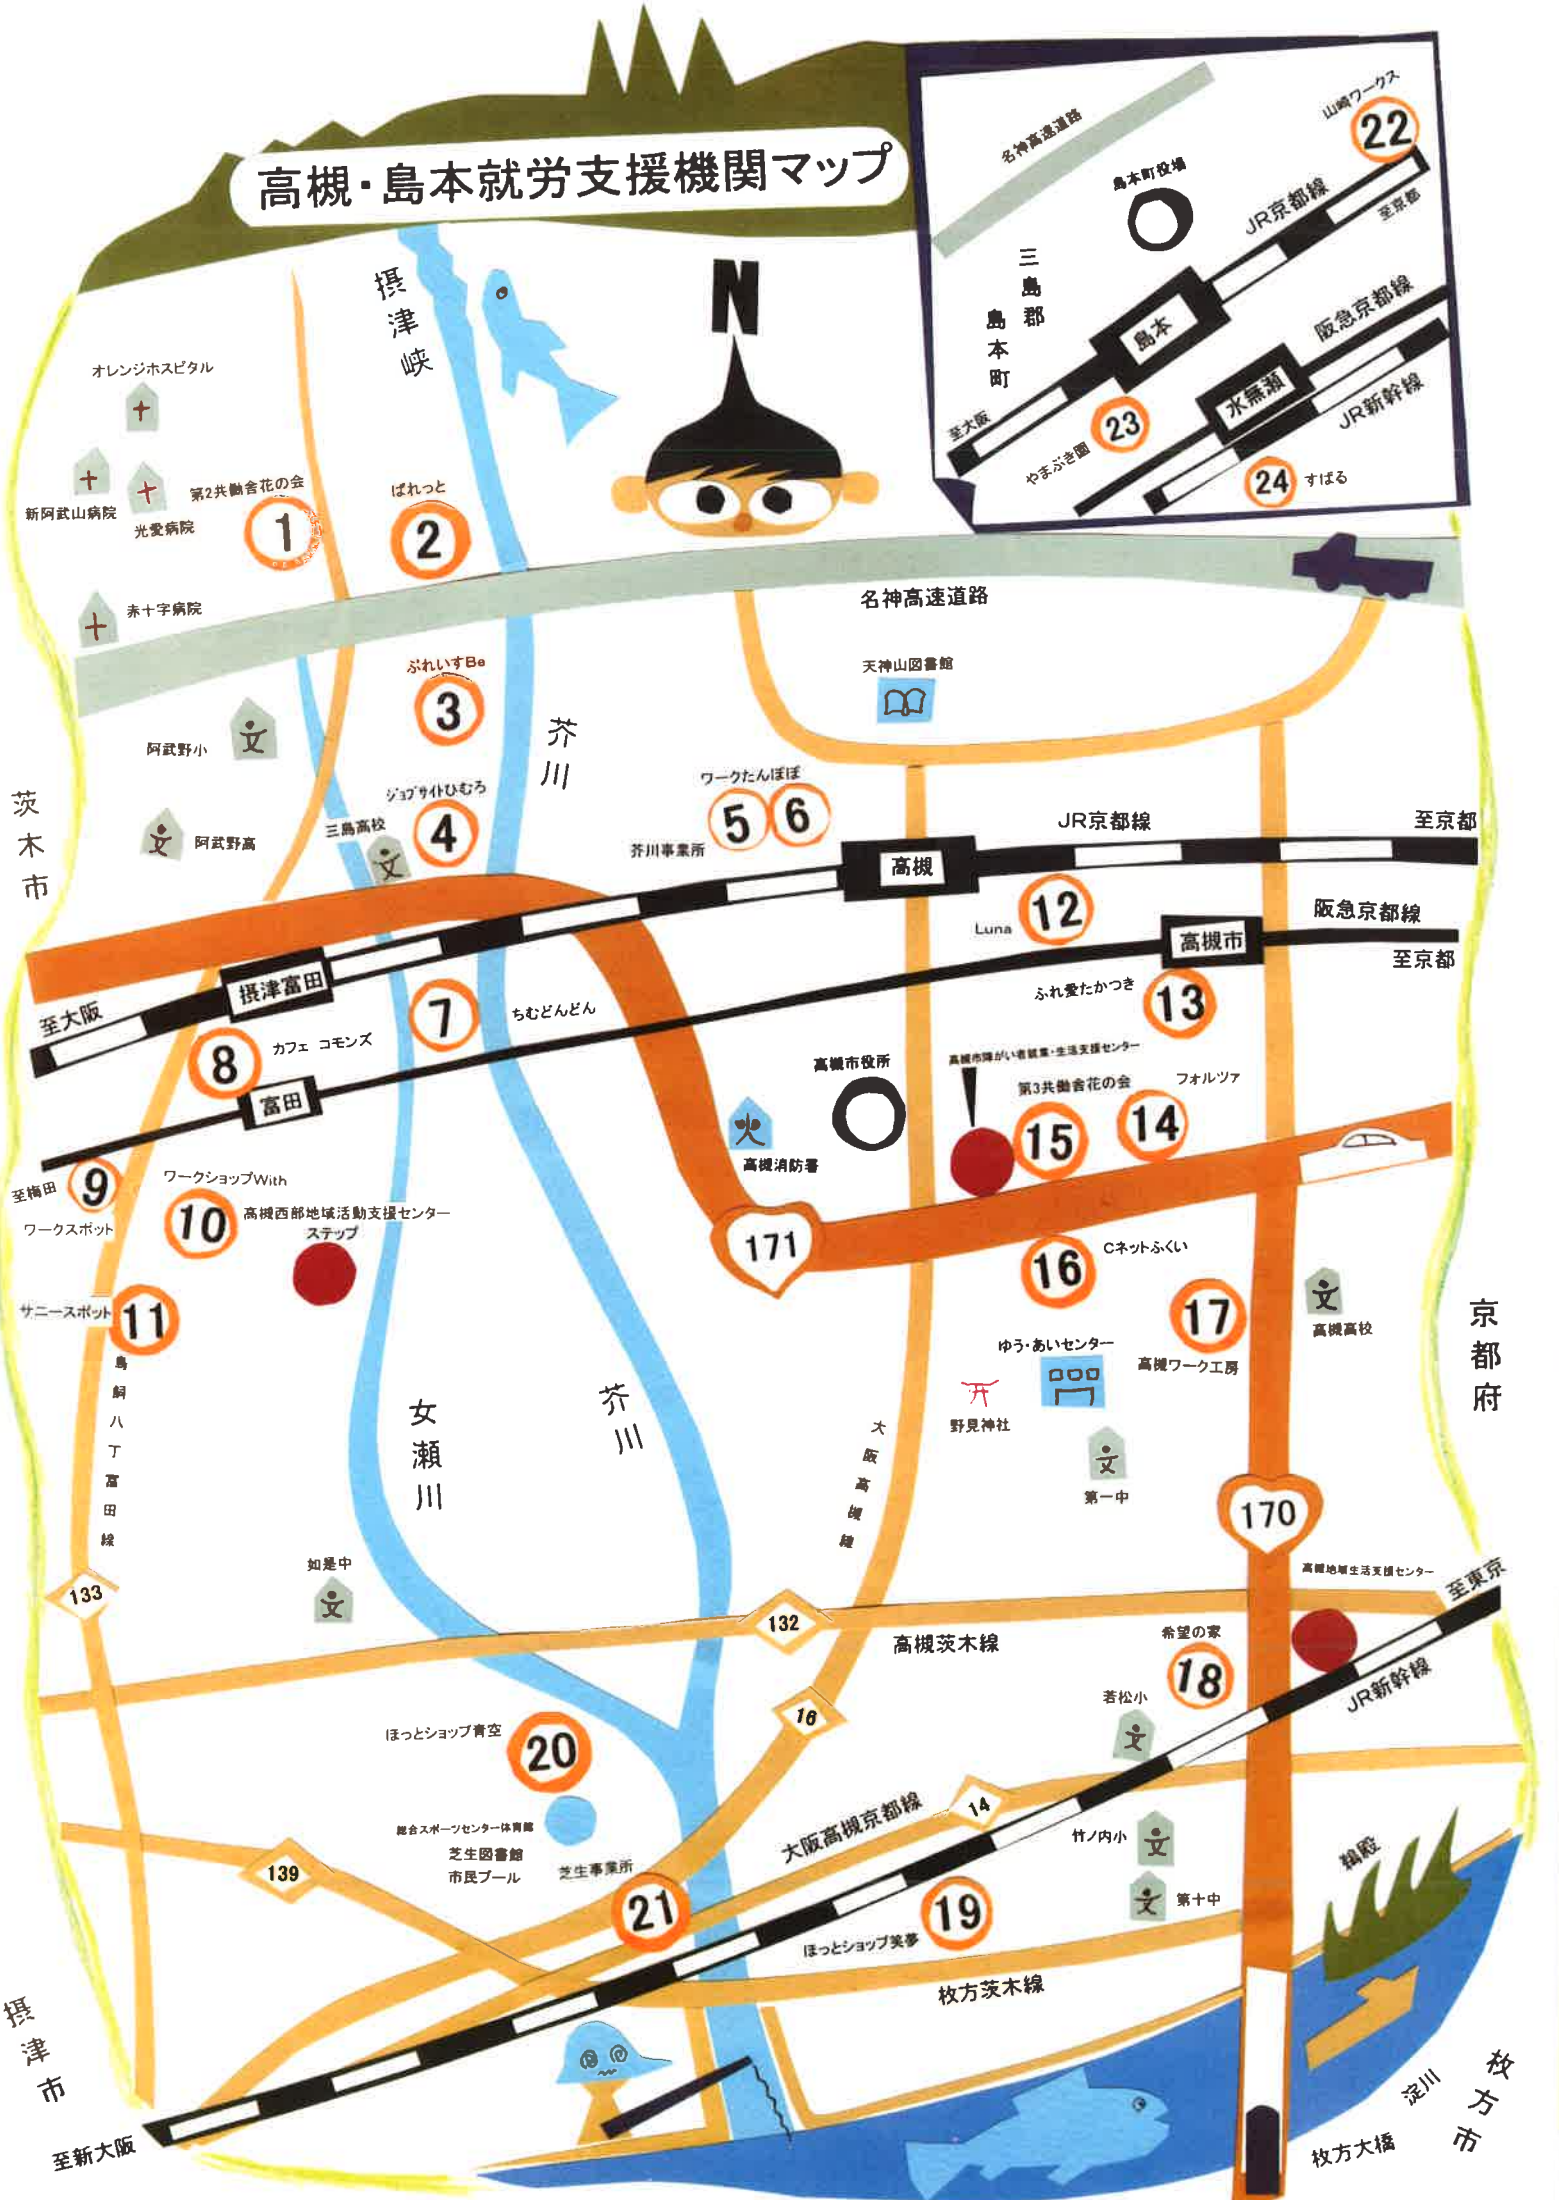 高槻・島本就労支援機関マップ
N
摂津峡
オレンジホスピタル
新阿武山病院
光愛病院
赤十字病院
第2共働舎花の会
1
ぱれっと
2
名神高速道路
島本町役場
三島郡
島本町
山崎ワークス
22
JR京都線
至京都
島本
至大阪
阪急京都線
水無瀬
JR新幹線
やまぶき園
23
24
すばる
名神高速道路
天神山図書館
ぷれいすBe
3
芥川
阿武野小
文
阿武野高
文
三島高校
文
ジョブサイトひむろ
4
ワークたんぽぽ
5
6
芥川事業所
茨木市
高槻
JR京都線
至京都
Luna
12
阪急京都線
高槻市
至京都
ふれ愛たかつき
13
摂津富田
至大阪
7
ちむどんどん
8
カフェ コモンズ
富田
至梅田
9
ワークスポット
ワークショップWith
10
高槻西部地域活動支援センター
ステップ
サニースポット
11
鳥飼八丁富田線
高槻市役所
火
高槻消防署
高槻市障がい者就業・生活支援センター
第3共働舎花の会
15
フォルツァ
14
171
16
Cネットふくい
17
高槻ワーク工房
文
高槻高校
ゆう・あいセンター
野見神社
文
第一中
京都府
女瀬川
芥川
大阪高槻線
170
133
如是中
文
132
高槻茨木線
高槻地域生活支援センター
至東京
希望の家
18
JR新幹線
若松小
文
16
ほっとショップ青空
20
総合スポーツセンター体育館
芝生図書館
市民プール
芝生事業所
21
139
大阪高槻京都線
14
竹ノ内小
文
文
第十中
鵜殿
19
ほっとショップ笑夢
枚方茨木線
摂津市
至新大阪
淀川
枚方大橋
枚方市